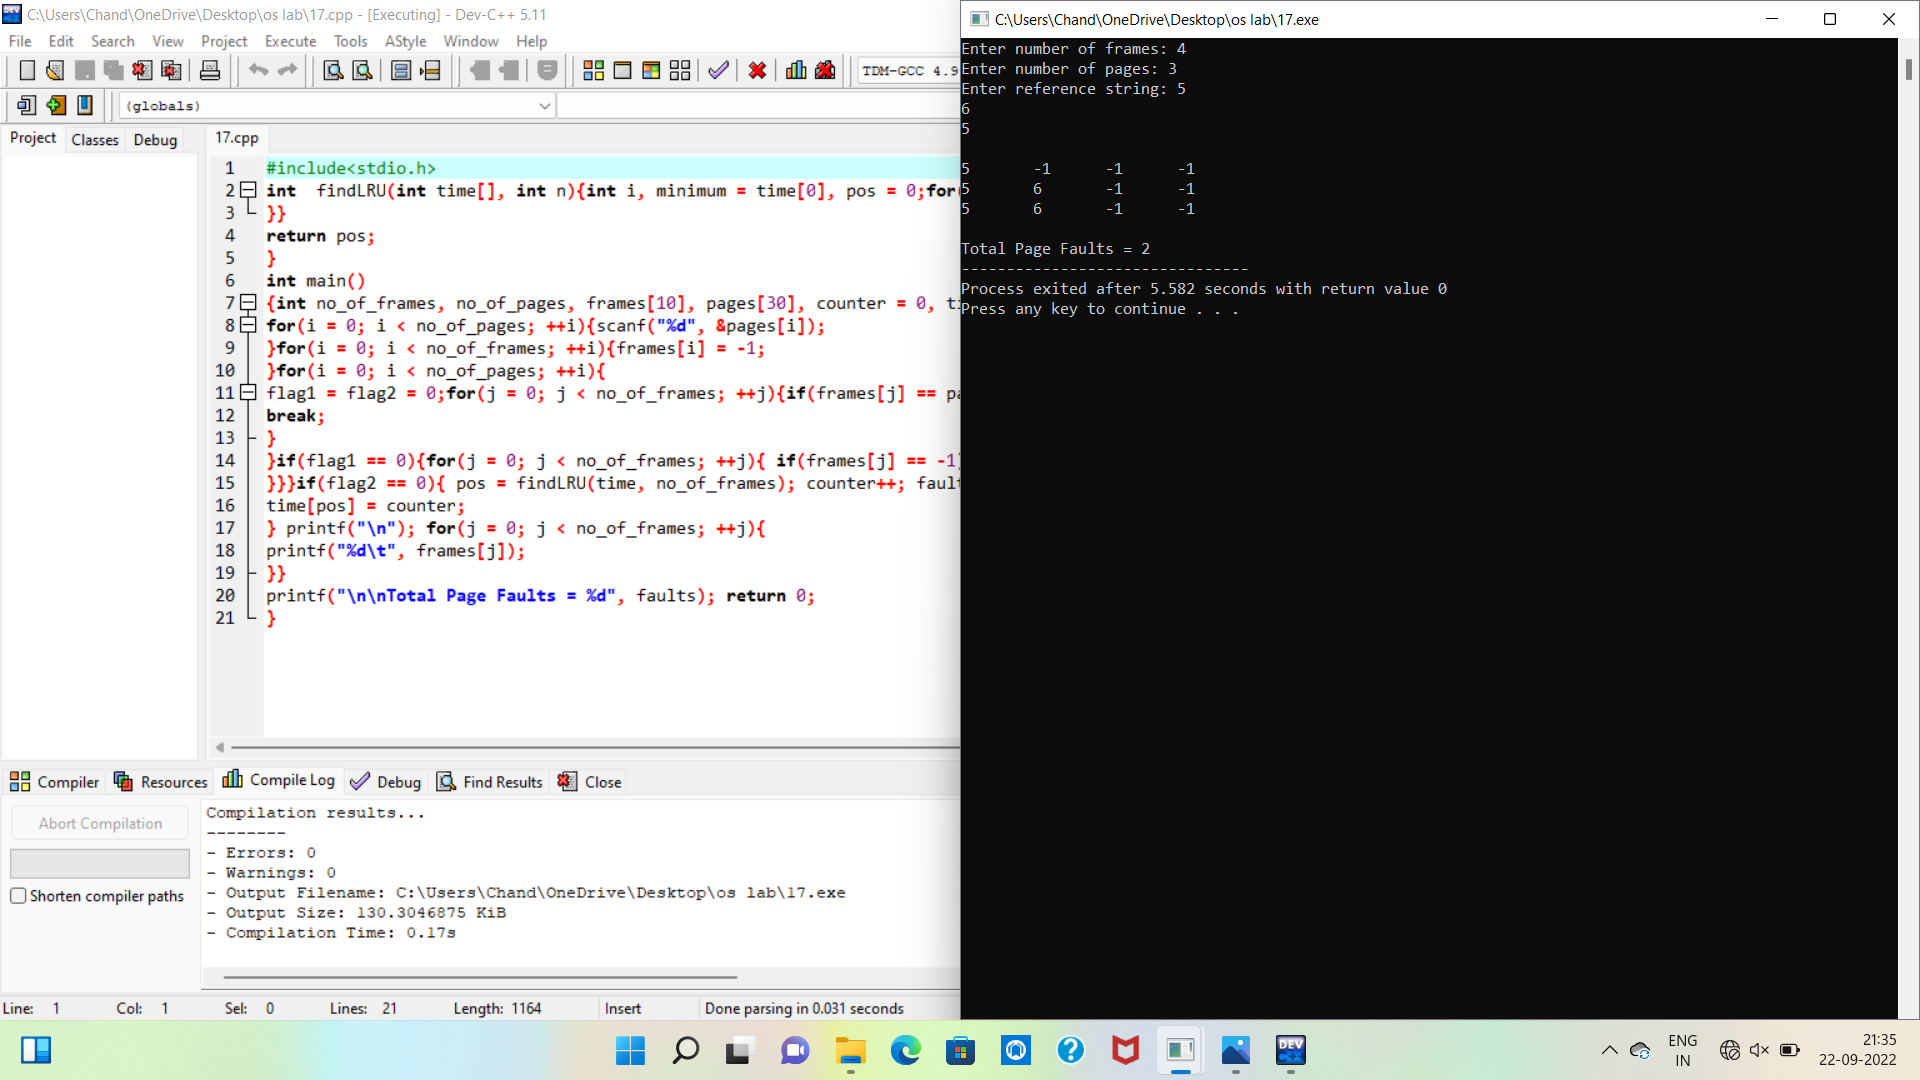 C:\Users\Chand\OneDrive\Desktop\os lab\17.cpp - [Executing] - Dev-C++ 5.11
File Edit Search View Project Execute Tools AStyle Window Help
TDM-GCC 4.9
(globals)
Project Classes Debug
17.cpp
1 #include<stdio.h>
2 int  findLRU(int time[], int n){int i, minimum = time[0], pos = 0;for(
3 }}
4 return pos;
5 }
6 int main()
7 {int no_of_frames, no_of_pages, frames[10], pages[30], counter = 0, ti
8 for(i = 0; i < no_of_pages; ++i){scanf("%d", &pages[i]);
9 }for(i = 0; i < no_of_frames; ++i){frames[i] = -1;
10 }for(i = 0; i < no_of_pages; ++i){
11 flag1 = flag2 = 0;for(j = 0; j < no_of_frames; ++j){if(frames[j] == pa
12 break;
13 }
14 }if(flag1 == 0){for(j = 0; j < no_of_frames; ++j){ if(frames[j] == -1)
15 }}}if(flag2 == 0){ pos = findLRU(time, no_of_frames); counter++; fault
16 time[pos] = counter;
17 } printf("\n"); for(j = 0; j < no_of_frames; ++j){
18 printf("%d\t", frames[j]);
19 }}
20 printf("\n\nTotal Page Faults = %d", faults); return 0;
21 }
Compiler Resources Compile Log Debug Find Results Close
Abort Compilation
Shorten compiler paths
Compilation results...
--------
- Errors: 0
- Warnings: 0
- Output Filename: C:\Users\Chand\OneDrive\Desktop\os lab\17.exe
- Output Size: 130.3046875 KiB
- Compilation Time: 0.17s
Line: 1 Col: 1 Sel: 0 Lines: 21 Length: 1164 Insert Done parsing in 0.031 seconds
C:\Users\Chand\OneDrive\Desktop\os lab\17.exe
Enter number of frames: 4
Enter number of pages: 3
Enter reference string: 5
6
5
5 -1 -1 -1
5 6 -1 -1
5 6 -1 -1
Total Page Faults = 2
--------------------------------
Process exited after 5.582 seconds with return value 0
Press any key to continue . . .
DEV C++
ENG
IN
21:35
22-09-2022